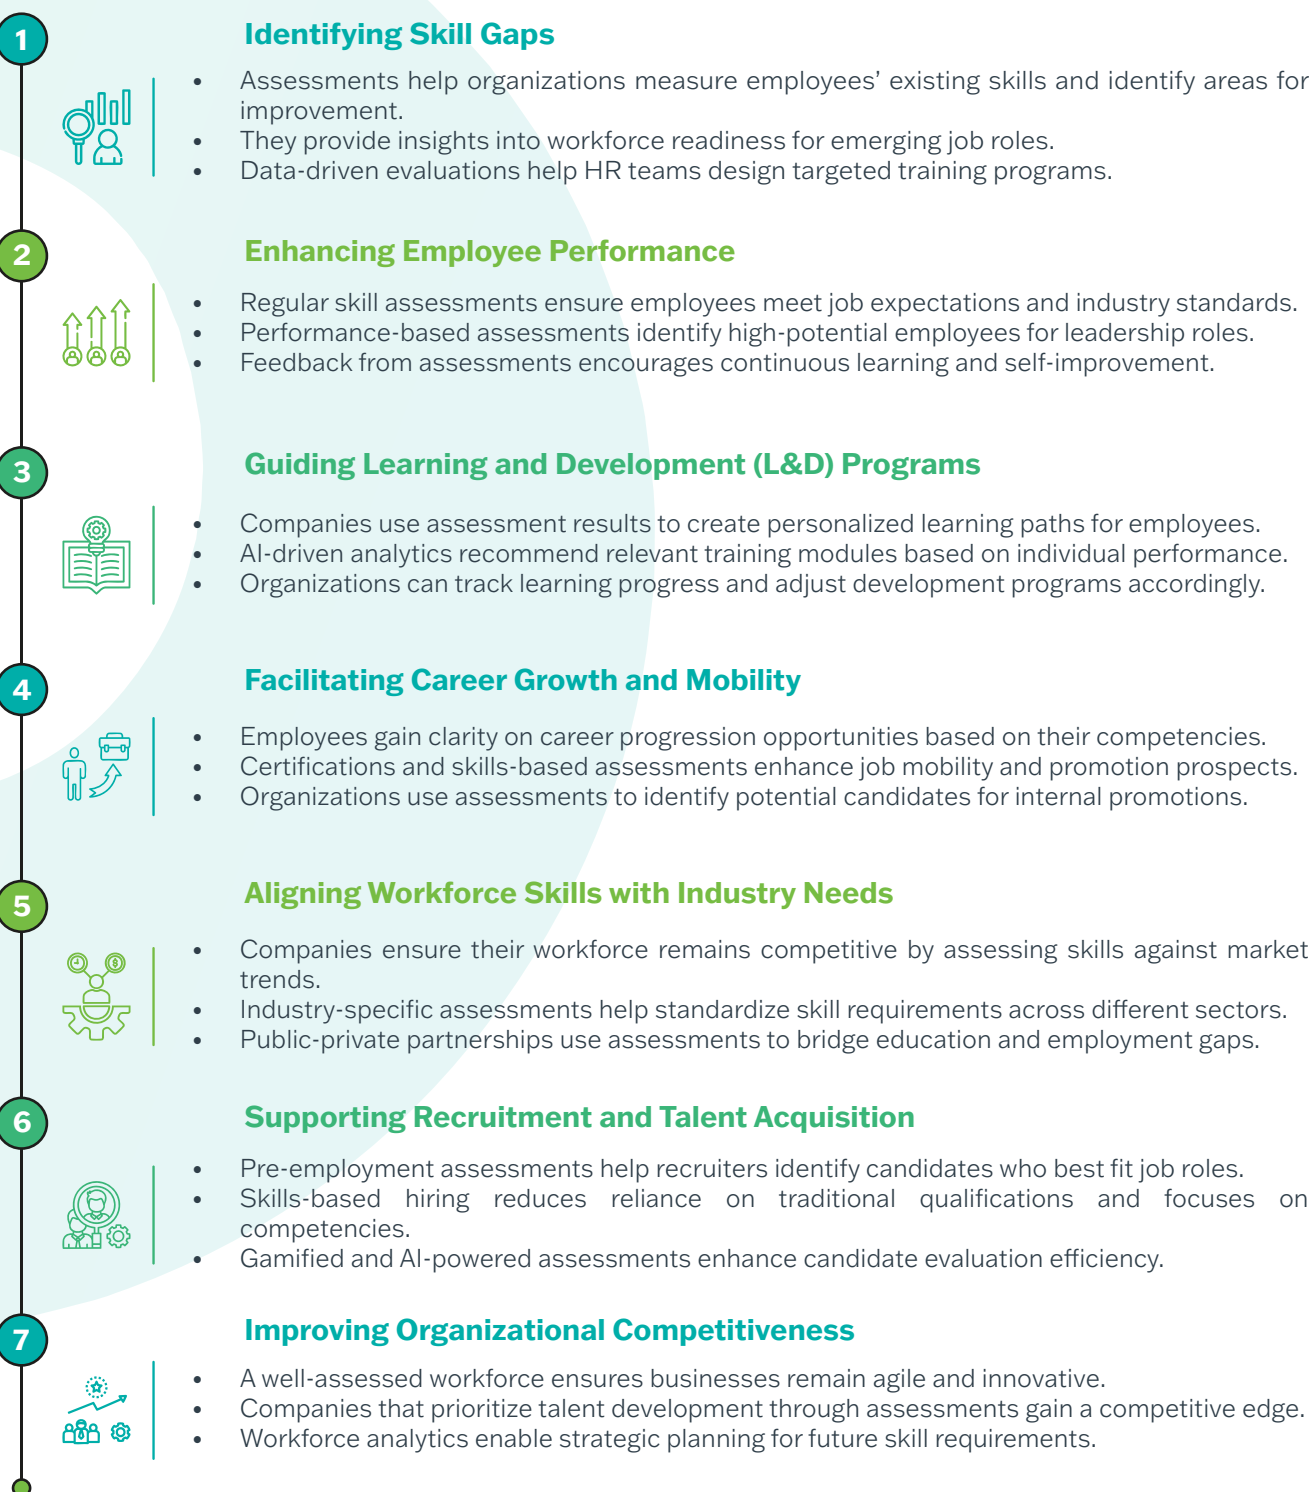 1
Identifying Skill Gaps
• Assessments help organizations measure employees’ existing skills and identify areas for
improvement.
• They provide insights into workforce readiness for emerging job roles.
• Data-driven evaluations help HR teams design targeted training programs.
2
Enhancing Employee Performance
• Regular skill assessments ensure employees meet job expectations and industry standards.
• Performance-based assessments identify high-potential employees for leadership roles.
• Feedback from assessments encourages continuous learning and self-improvement.
3
Guiding Learning and Development (L&D) Programs
• Companies use assessment results to create personalized learning paths for employees.
• AI-driven analytics recommend relevant training modules based on individual performance.
• Organizations can track learning progress and adjust development programs accordingly.
4
Facilitating Career Growth and Mobility
• Employees gain clarity on career progression opportunities based on their competencies.
• Certifications and skills-based assessments enhance job mobility and promotion prospects.
• Organizations use assessments to identify potential candidates for internal promotions.
5
Aligning Workforce Skills with Industry Needs
• Companies ensure their workforce remains competitive by assessing skills against market
trends.
• Industry-specific assessments help standardize skill requirements across different sectors.
• Public-private partnerships use assessments to bridge education and employment gaps.
6
Supporting Recruitment and Talent Acquisition
• Pre-employment assessments help recruiters identify candidates who best fit job roles.
• Skills-based hiring reduces reliance on traditional qualifications and focuses on
competencies.
• Gamified and AI-powered assessments enhance candidate evaluation efficiency.
7
Improving Organizational Competitiveness
• A well-assessed workforce ensures businesses remain agile and innovative.
• Companies that prioritize talent development through assessments gain a competitive edge.
• Workforce analytics enable strategic planning for future skill requirements.